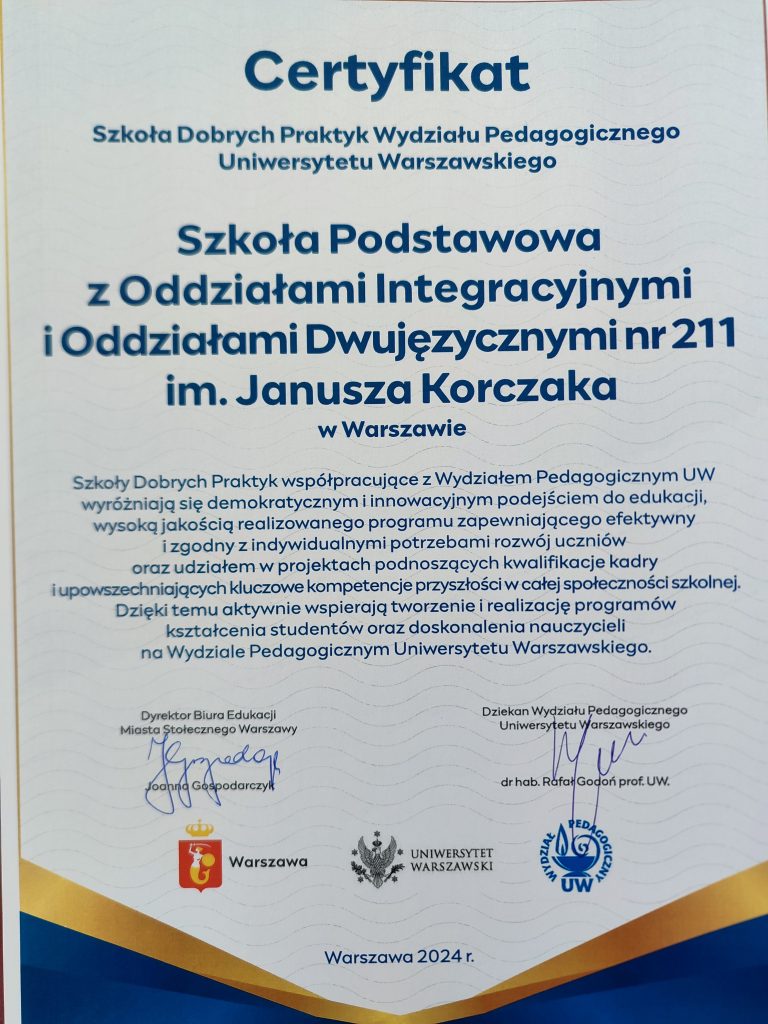 Certyfikat
Szkoła Dobrych Praktyk Wydziału Pedagogicznego
Uniwersytetu Warszawskiego
Szkoła Podstawowa
z Oddziałami Integracyjnymi
i Oddziałami Dwujęzycznymi nr 211
im. Janusza Korczaka
w Warszawie
Szkoły Dobrych Praktyk współpracujące z Wydziałem Pedagogicznym UW
wyróżniają się demokratycznym i innowacyjnym podejściem do edukacji,
wysoką jakością realizowanego programu zapewniającego efektywny
i zgodny z indywidualnymi potrzebami rozwój uczniów
oraz udziałem w projektach podnoszących kwalifikacje kadry
i upowszechniających kluczowe kompetencje przyszłości w całej społeczności szkolnej.
Dzięki temu aktywnie wspierają tworzenie i realizację programów
kształcenia studentów oraz doskonalenia nauczycieli
na Wydziale Pedagogicznym Uniwersytetu Warszawskiego.
Dyrektor Biura Edukacji
Miasta Stołecznego Warszawy
Joanna Gospodarczyk
Dziekan Wydziału Pedagogicznego
Uniwersytetu Warszawskiego
dr hab. Rafał Godoń prof. UW.
Warszawa
UNIWERSYTET
WARSZAWSKI
WYDZIAŁ PEDAGOGICZNY
UW
Warszawa 2024 r.